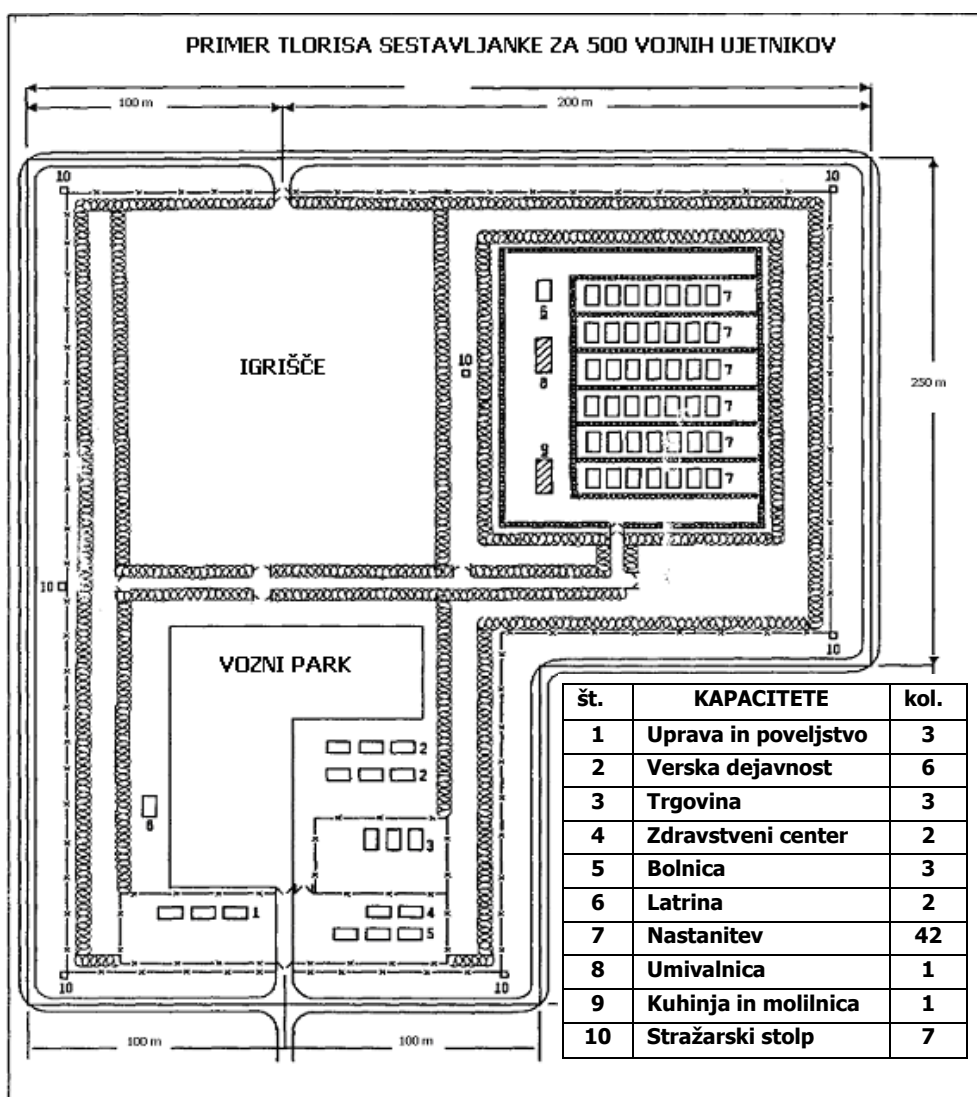 PRIMER TLORISA SESTAVLJANKE ZA 500 VOJNIH UJETNIKOV
100 m
200 m
10
10
6
7
7
IGRIŠČE
10
8
7
250 m
7
9
7
7
10
VOZNI PARK
10
2
2
6
3
1
4
5
10
10
100 m
100 m
št. KAPACITETE kol.
1 Uprava in poveljstvo 3
2 Verska dejavnost 6
3 Trgovina 3
4 Zdravstveni center 2
5 Bolnica 3
6 Latrina 2
7 Nastanitev 42
8 Umivalnica 1
9 Kuhinja in molilnica 1
10 Stražarski stolp 7